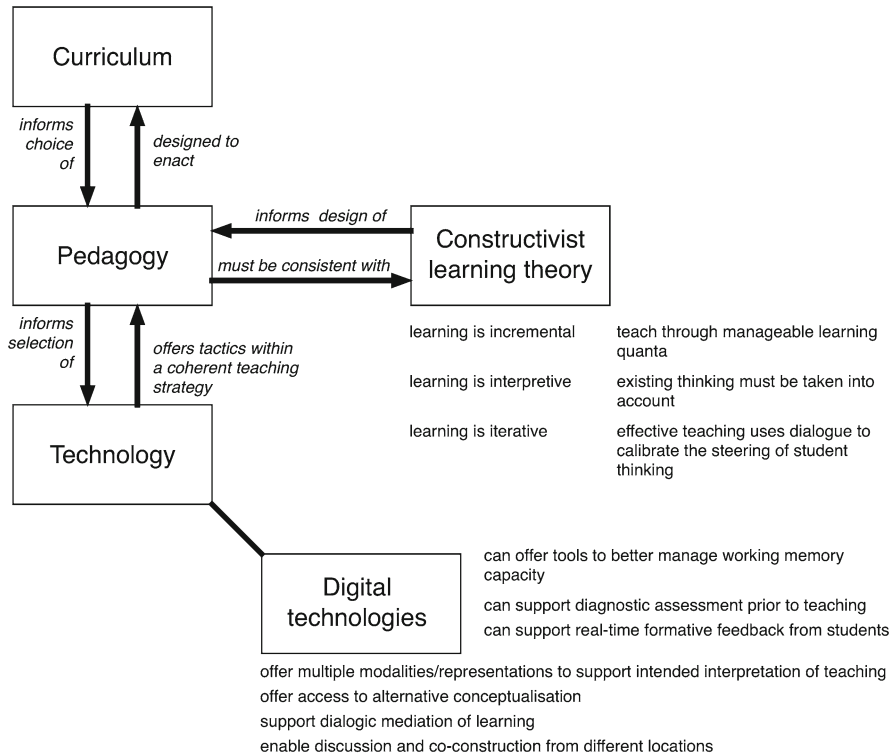 Curriculum
informs
choice
of
designed to
enact
Pedagogy
informs design of
must be consistent with
Constructivist
learning theory
informs
selection
of
offers tactics within
a coherent teaching
strategy
learning is incremental
teach through manageable learning
quanta
learning is interpretive
existing thinking must be taken into
account
learning is iterative
effective teaching uses dialogue to
calibrate the steering of student
thinking
Technology
Digital
technologies
can offer tools to better manage working memory
capacity
can support diagnostic assessment prior to teaching
can support real-time formative feedback from students
offer multiple modalities/representations to support intended interpretation of teaching
offer access to alternative conceptualisation
support dialogic mediation of learning
enable discussion and co-construction from different locations